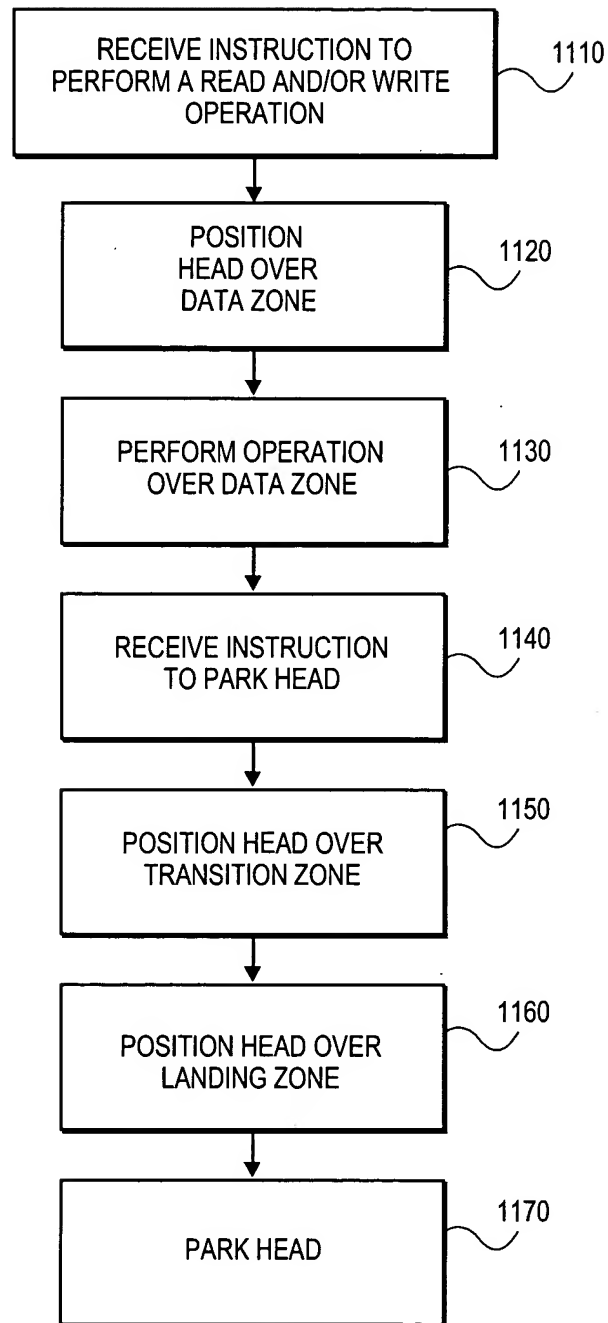 RECEIVE INSTRUCTION TO
PERFORM A READ AND/OR WRITE
OPERATION
1110
POSITION
HEAD OVER
DATA ZONE
1120
PERFORM OPERATION
OVER DATA ZONE
1130
RECEIVE INSTRUCTION
TO PARK HEAD
1140
POSITION HEAD OVER
TRANSITION ZONE
1150
POSITION HEAD OVER
LANDING ZONE
1160
PARK HEAD
1170